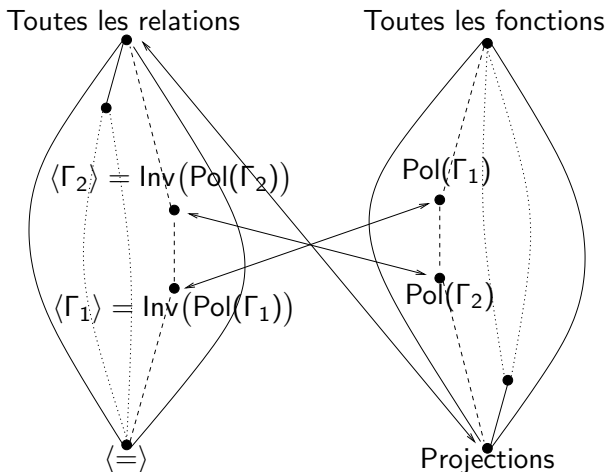 Toutes les relations
Toutes les fonctions
⟨Γ₂⟩ = Inv(Pol(Γ₂))
Pol(Γ₁)
⟨Γ₁⟩ = Inv(Pol(Γ₁))
Pol(Γ₂)
⟨=⟩
Projections